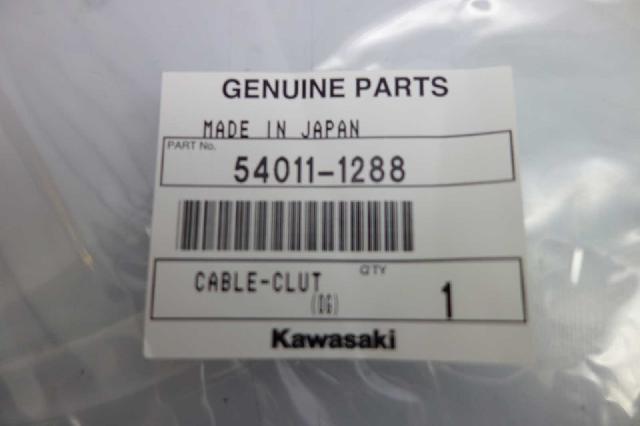 GENUINE PARTS
MADE IN JAPAN
PART No.
54011-1288
CABLE-CLUT
(DG)
QTY
1
Kawasaki